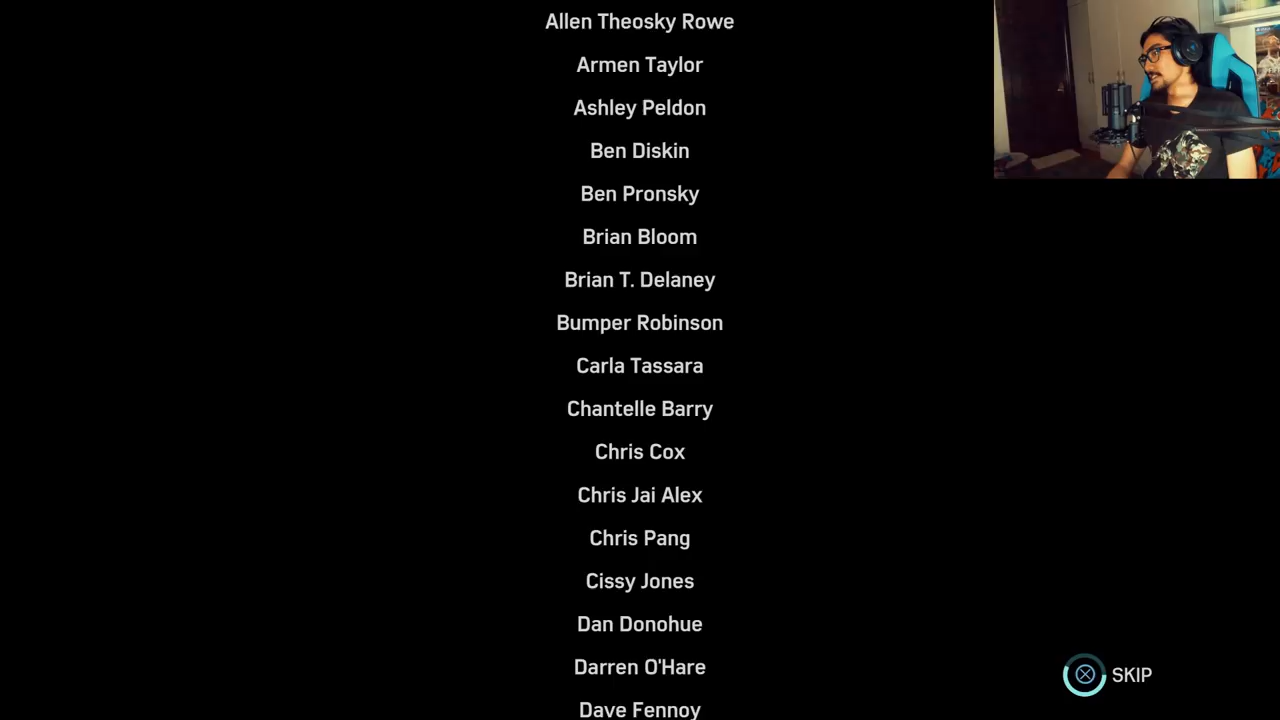 Allen Theosky Rowe
Armen Taylor
Ashley Peldon
Ben Diskin
Ben Pronsky
Brian Bloom
Brian T. Delaney
Bumper Robinson
Carla Tassara
Chantelle Barry
Chris Cox
Chris Jai Alex
Chris Pang
Cissy Jones
Dan Donohue
Darren O'Hare
Dave Fennoy
SKIP